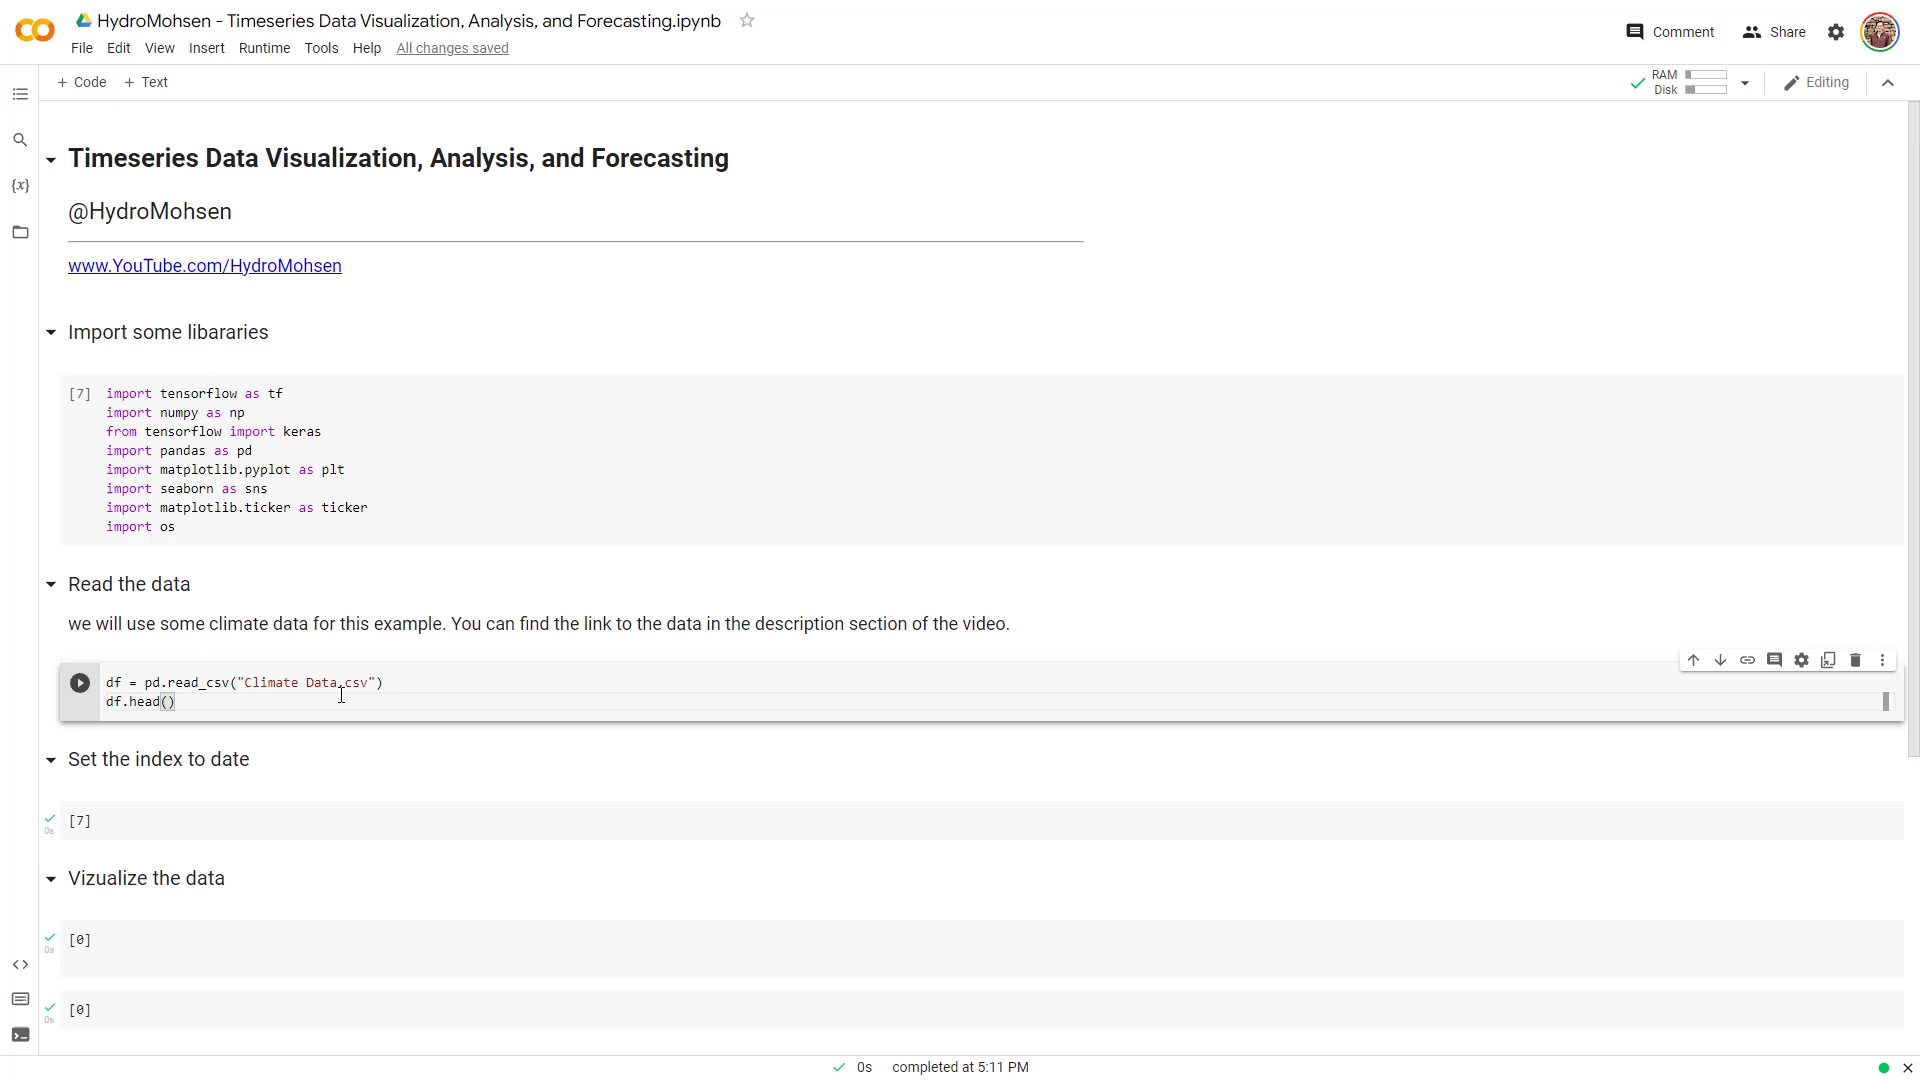 HydroMohsen - Timeseries Data Visualization, Analysis, and Forecasting.ipynb
File Edit View Insert Runtime Tools Help All changes saved
Comment Share
+ Code + Text
RAM
Disk
Editing
Timeseries Data Visualization, Analysis, and Forecasting
@HydroMohsen
www.YouTube.com/HydroMohsen
Import some libararies
[7] import tensorflow as tf
import numpy as np
from tensorflow import keras
import pandas as pd
import matplotlib.pyplot as plt
import seaborn as sns
import matplotlib.ticker as ticker
import os
Read the data
we will use some climate data for this example. You can find the link to the data in the description section of the video.
df = pd.read_csv("Climate Data.csv")
df.head()
Set the index to date
[7]
0s
Vizualize the data
[0]
0s
[0]
0s
0s completed at 5:11 PM